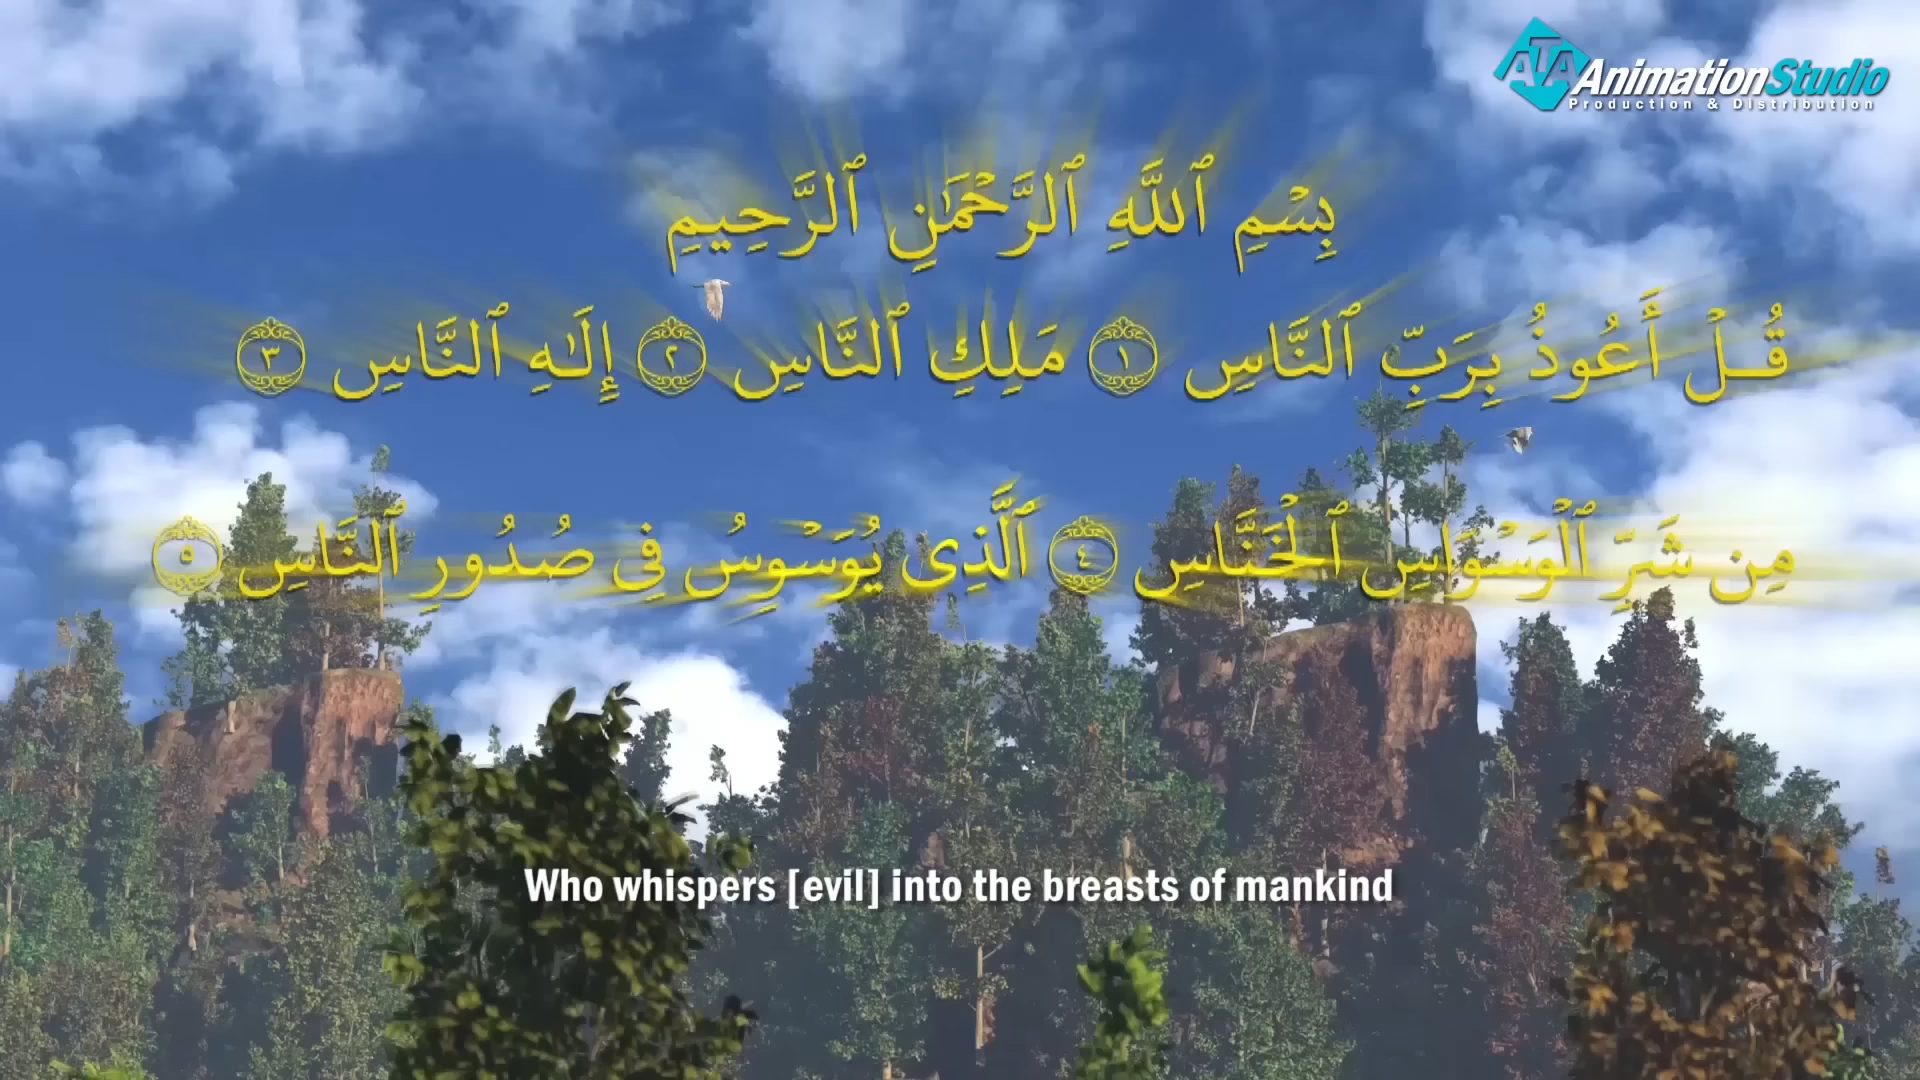 ATA AnimationStudio
Production & Distribution
بِسْمِ ٱللَّهِ ٱلرَّحْمَٰنِ ٱلرَّحِيمِ
قُلْ أَعُوذُ بِرَبِّ ٱلنَّاسِ ١ مَلِكِ ٱلنَّاسِ ٢ إِلَٰهِ ٱلنَّاسِ ٣
مِن شَرِّ ٱلْوَسْوَاسِ ٱلْخَنَّاسِ ٤ ٱلَّذِى يُوَسْوِسُ فِى صُدُورِ ٱلنَّاسِ ٥
Who whispers [evil] into the breasts of mankind